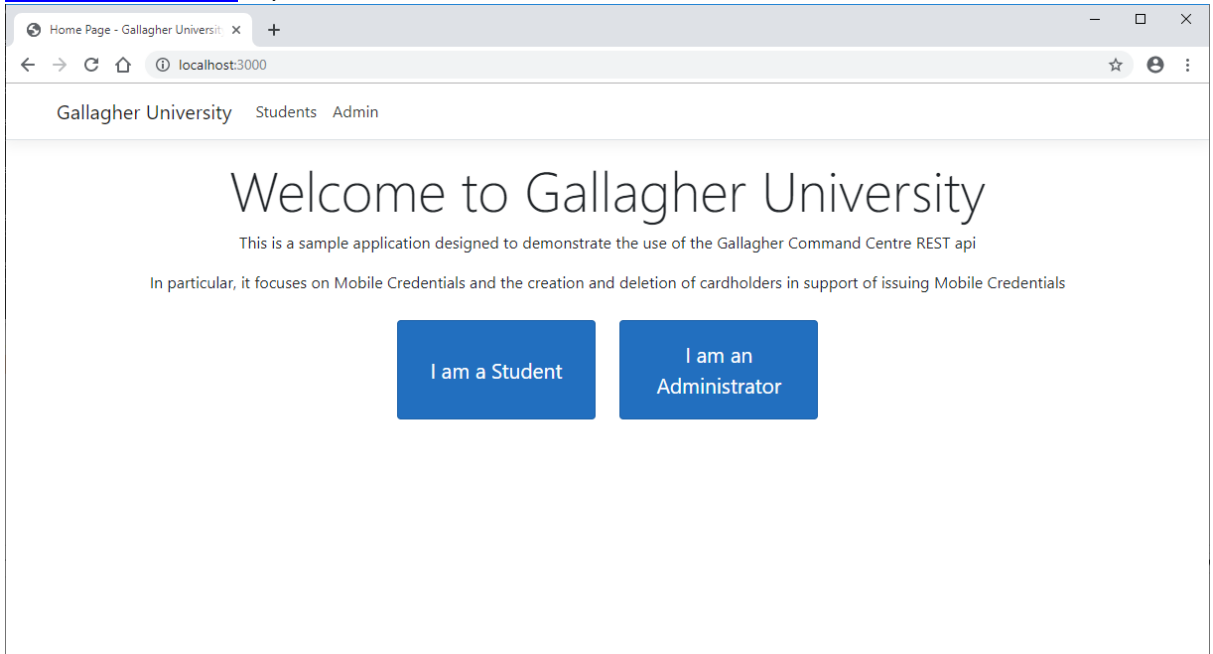 Home Page - Gallagher Universit
localhost:3000
Gallagher University Students Admin
Welcome to Gallagher University
This is a sample application designed to demonstrate the use of the Gallagher Command Centre REST api
In particular, it focuses on Mobile Credentials and the creation and deletion of cardholders in support of issuing Mobile Credentials
I am a Student
I am an
Administrator